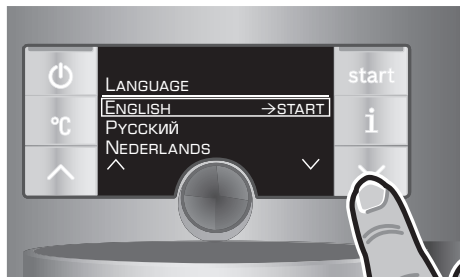 LANGUAGE
ENGLISH →START
РУССКИЙ
NEDERLANDS
start
°C
i